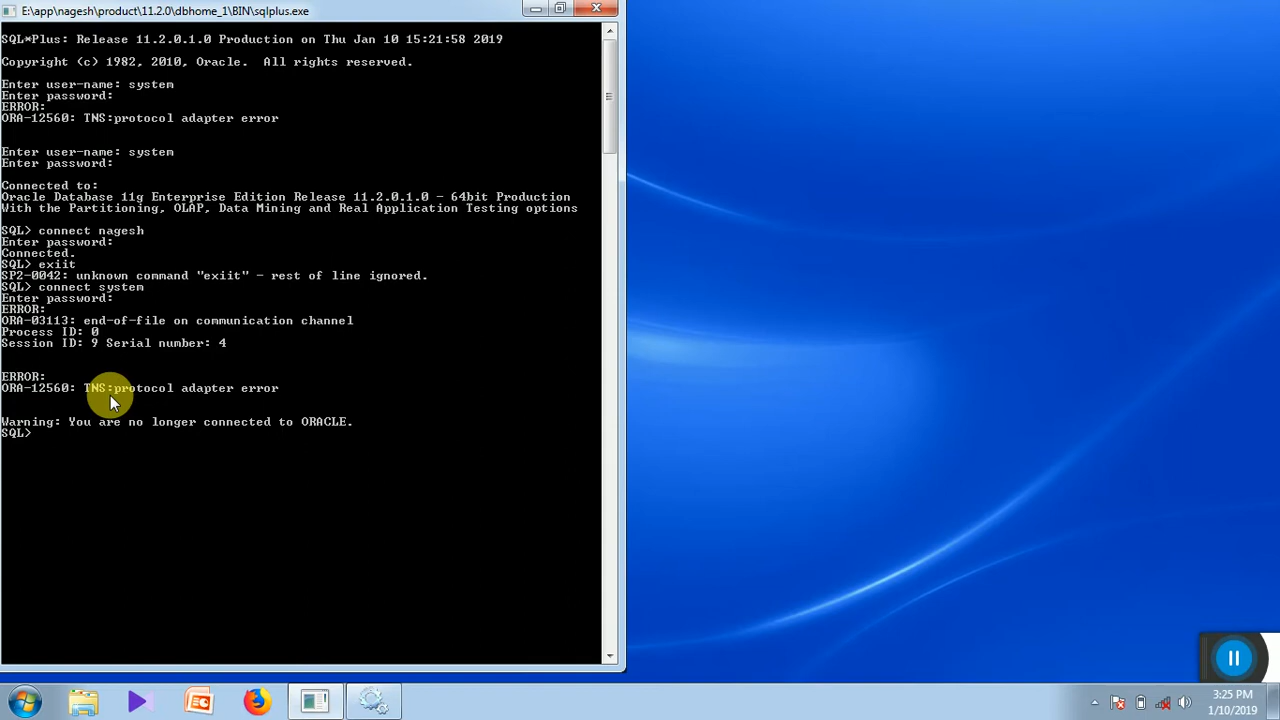 E:\app\nagesh\product\11.2.0\dbhome_1\BIN\sqlplus.exe
SQL*Plus: Release 11.2.0.1.0 Production on Thu Jan 10 15:21:58 2019
Copyright (c) 1982, 2010, Oracle.  All rights reserved.
Enter user-name: system
Enter password:
ERROR:
ORA-12560: TNS:protocol adapter error
Enter user-name: system
Enter password:
Connected to:
Oracle Database 11g Enterprise Edition Release 11.2.0.1.0 - 64bit Production
With the Partitioning, OLAP, Data Mining and Real Application Testing options
SQL> connect nagesh
Enter password:
Connected.
SQL> exiit
SP2-0042: unknown command "exiit" - rest of line ignored.
SQL> connect system
Enter password:
ERROR:
ORA-03113: end-of-file on communication channel
Process ID: 0
Session ID: 9 Serial number: 4
ERROR:
ORA-12560: TNS:protocol adapter error
Warning: You are no longer connected to ORACLE.
SQL>
3:25 PM
1/10/2019